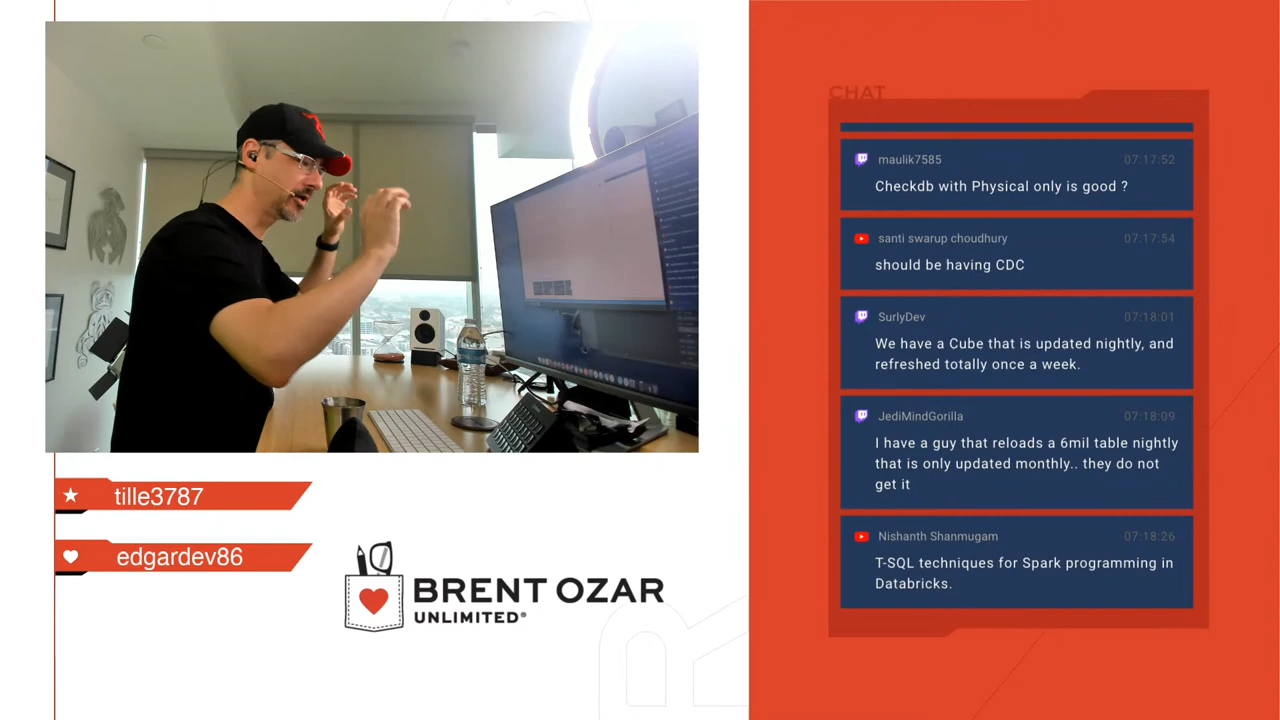 CHAT
maulik7585 07:17:52
Checkdb with Physical only is good ?
santi swarup choudhury 07:17:54
should be having CDC
SurlyDev 07:18:01
We have a Cube that is updated nightly, and
refreshed totally once a week.
JediMindGorilla 07:18:09
I have a guy that reloads a 6mil table nightly
that is only updated monthly.. they do not
get it
Nishanth Shanmugam 07:18:26
T-SQL techniques for Spark programming in
Databricks.
tille3787
edgardev86
BRENT OZAR
UNLIMITED®